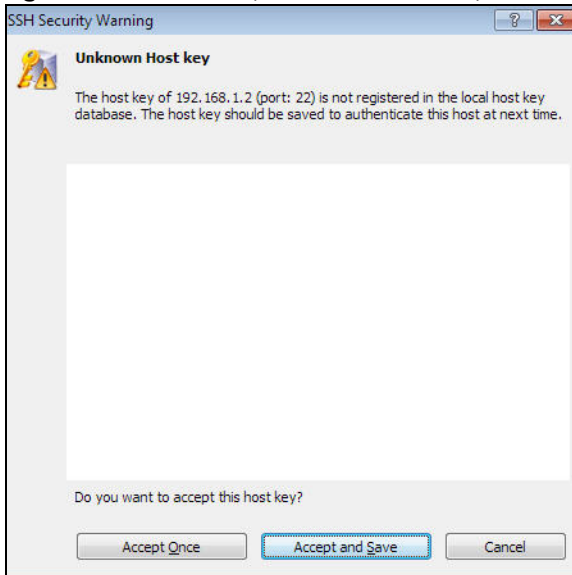 SSH Security Warning
Unknown Host key
The host key of 192.168.1.2 (port: 22) is not registered in the local host key
database. The host key should be saved to authenticate this host at next time.
Do you want to accept this host key?
Accept Once
Accept and Save
Cancel